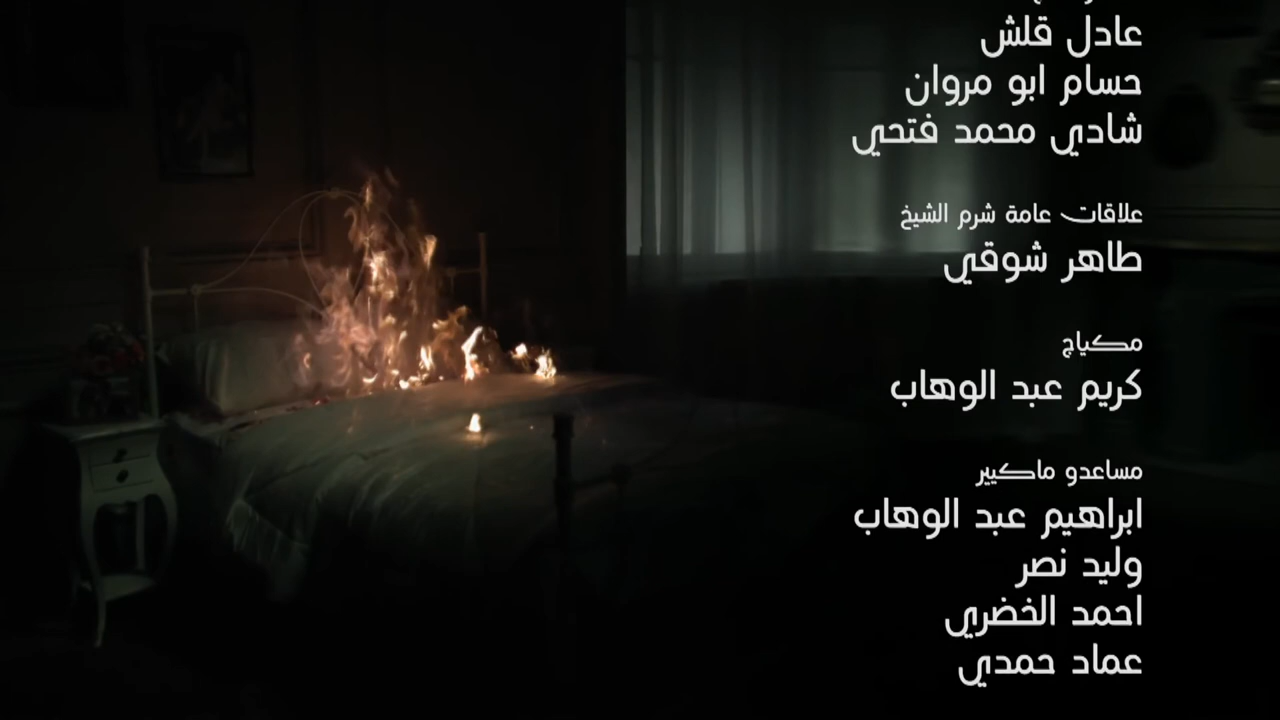 عادل قلش
حسام ابو مروان
شادي محمد فتحي
علاقات عامة شرم الشيخ
طاهر شوقي
مكياج
كريم عبد الوهاب
مساعدو ماكيير
ابراهيم عبد الوهاب
وليد نصر
احمد الخضري
عماد حمدي